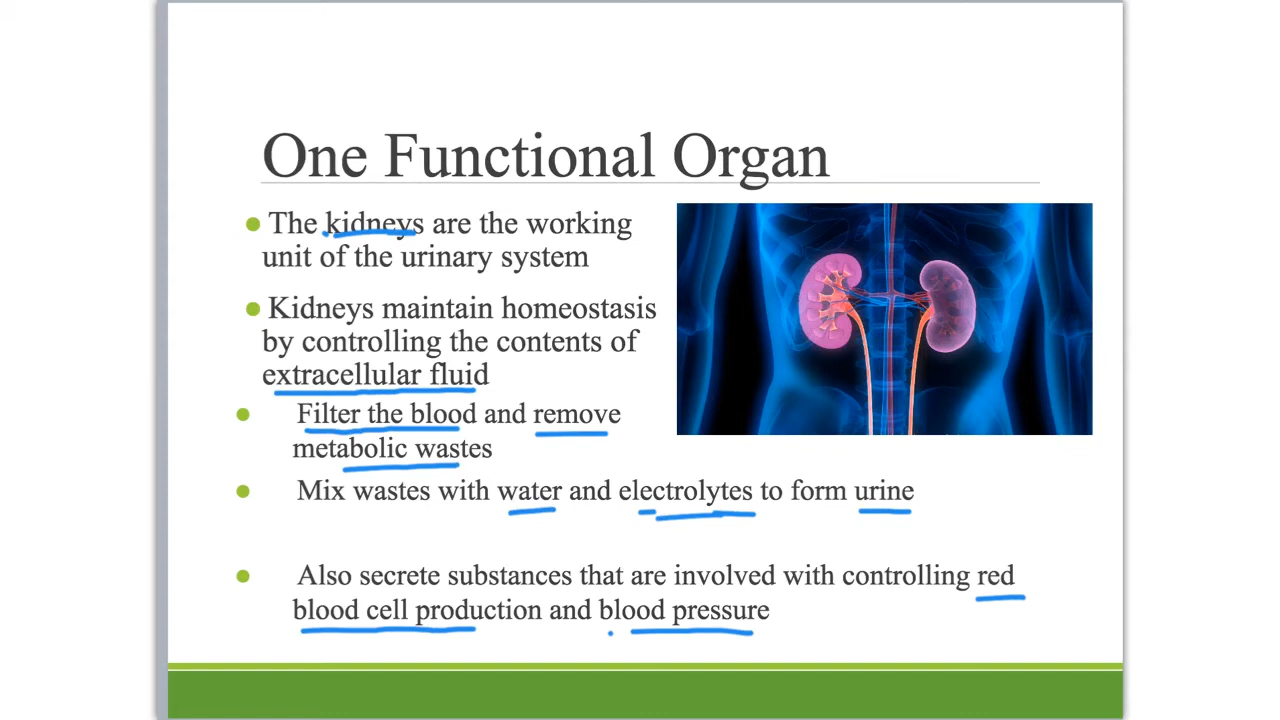 One Functional Organ
The kidneys are the working
unit of the urinary system
Kidneys maintain homeostasis
by controlling the contents of
extracellular fluid
Filter the blood and remove
metabolic wastes
Mix wastes with water and electrolytes to form urine
Also secrete substances that are involved with controlling red
blood cell production and blood pressure